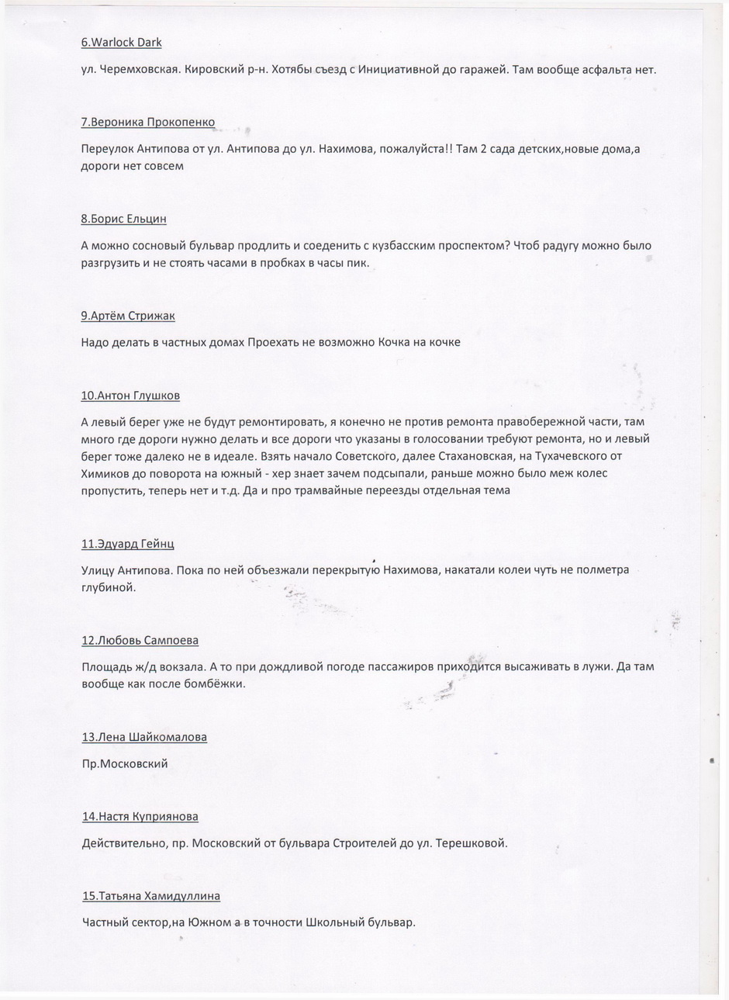 6.Warlock Dark
ул. Черемховская. Кировский р-н. Хотябы съезд с Инициативной до гаражей. Там вообще асфальта нет.
7.Вероника Прокопенко
Переулок Антипова от ул. Антипова до ул. Нахимова, пожалуйста!! Там 2 сада детских,новые дома,а
дороги нет совсем
8.Борис Ельцин
А можно сосновый бульвар продлить и соеденить с кузбасским проспектом? Чтоб радугу можно было
разгрузить и не стоять часами в пробках в часы пик.
9.Артём Стрижак
Надо делать в частных домах Проехать не возможно Кочка на кочке
10.Антон Глушков
А левый берег уже не будут ремонтировать, я конечно не против ремонта правобережной части, там
много где дороги нужно делать и все дороги что указаны в голосовании требуют ремонта, но и левый
берег тоже далеко не в идеале. Взять начало Советского, далее Стахановская, на Тухачевского от
Химиков до поворота на южный - хер знает зачем подсыпали, раньше можно было меж колес
пропустить, теперь нет и т.д. Да и про трамвайные переезды отдельная тема
11.Эдуард Гейнц
Улицу Антипова. Пока по ней объезжали перекрытую Нахимова, накатали колеи чуть не полметра
глубиной.
12.Любовь Сампоева
Площадь ж/д вокзала. А то при дождливой погоде пассажиров приходится высаживать в лужи. Да там
вообще как после бомбёжки.
13.Лена Шайкомалова
Пр.Московский
14.Настя Куприянова
Действительно, пр. Московский от бульвара Строителей до ул. Терешковой.
15.Татьяна Хамидуллина
Частный сектор,на Южном а в точности Школьный бульвар.